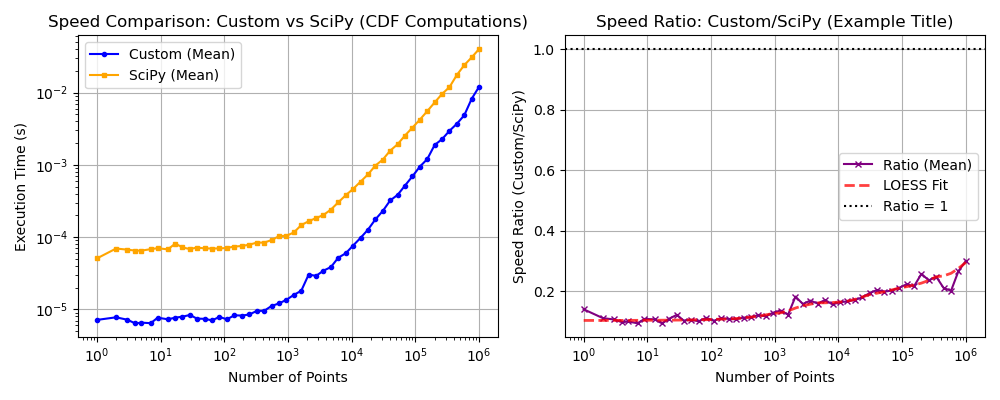 Speed Comparison: Custom vs SciPy (CDF Computations)
Custom (Mean)
SciPy (Mean)
Execution Time (s)
10⁻²
10⁻³
10⁻⁴
10⁻⁵
10⁰ 10¹ 10² 10³ 10⁴ 10⁵ 10⁶
Number of Points
Speed Ratio: Custom/SciPy (Example Title)
Speed Ratio (Custom/SciPy)
1.0
0.8
0.6
0.4
0.2
Ratio (Mean)
LOESS Fit
Ratio = 1
10⁰ 10¹ 10² 10³ 10⁴ 10⁵ 10⁶
Number of Points